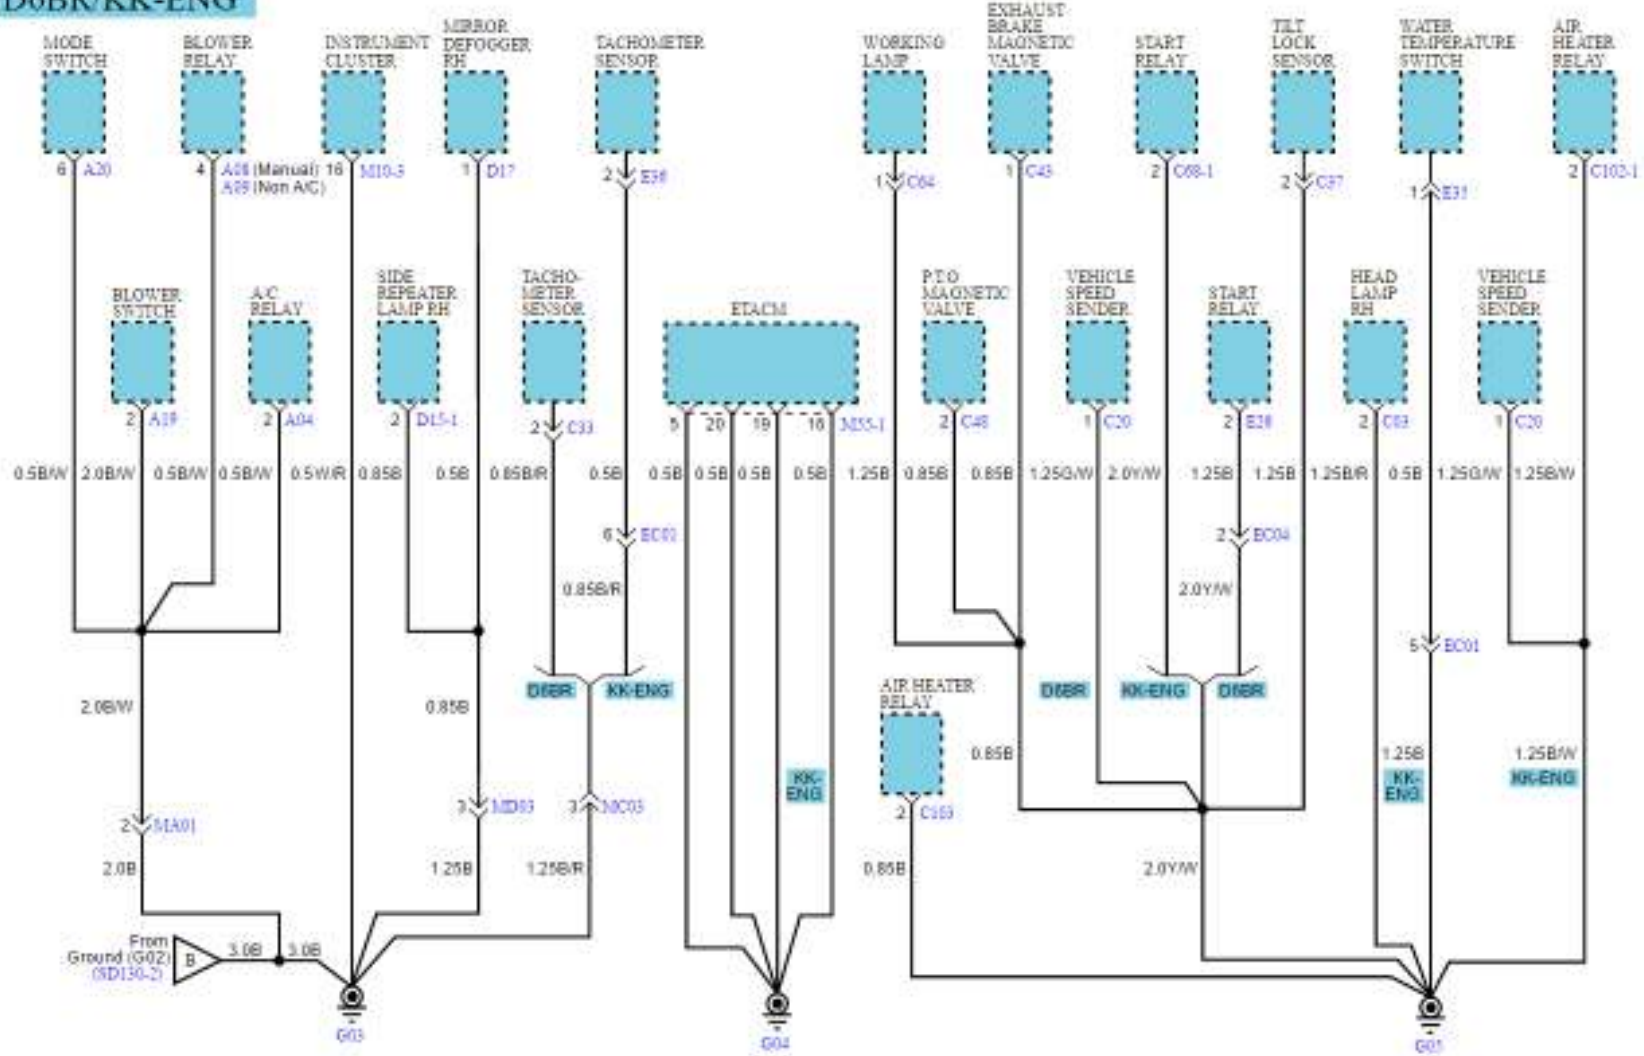 D6BR/KK-ENG
MODE
SWITCH
BLOWER
RELAY
INSTRUMENT
CLUSTER
MIRROR
DEFOGGER
RH
TACHOMETER
SENSOR
WORKING
LAMP
EXHAUST
BRAKE
MAGNETIC
VALVE
START
RELAY
TILT
LOCK
SENSOR
WATER
TEMPERATURE
SWITCH
AIR
HEATER
RELAY
6 A20
4 A08 (Manual)
A09 (Non A/C)
16 M10-3
1 D17
2 E36
1 C64
1 C43
2 C68-1
2 C37
1 E35
2 C102-1
BLOWER
SWITCH
A/C
RELAY
SIDE
REPEATER
LAMP RH
TACHO-
METER
SENSOR
ETACM
P.T.O
MAGNETIC
VALVE
VEHICLE
SPEED
SENDER
START
RELAY
HEAD
LAMP
RH
VEHICLE
SPEED
SENDER
2 A19
2 A04
2 D15-1
2 C33
5 20 19 16 M55-1
2 C48
1 C20
2 E38
2 C03
1 C20
0.5B/W 2.0B/W 0.5B/W 0.5B/W 0.5W/R 0.85B 0.5B 0.85B/R 0.5B 0.5B 0.5B 0.5B 0.5B 1.25B 0.85B 0.85B 1.25G/W 2.0Y/W 1.25B 1.25B 1.25B/R 0.5B 1.25G/W 1.25B/W
6 EC02
2 EC04
0.85B/R
2.0Y/W
5 EC01
D6BR KK-ENG
AIR HEATER
RELAY
D6BR KK-ENG D6BR
2.0B/W
0.85B
0.85B
1.25B
KK-
ENG
1.25B/W
KK-ENG
KK-
ENG
2 MA01
3 MD03
3 MC03
2 C103
2.0B
1.25B
1.25B/R
0.85B
2.0Y/W
From
Ground (G02)
(SD130-2)
B
3.0B 3.0B
G03
G04
G05